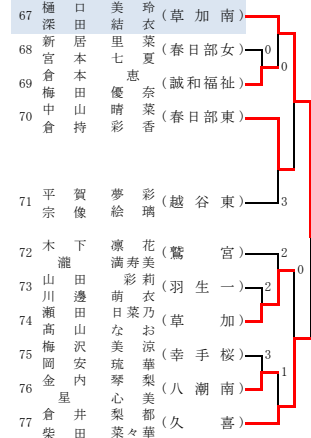 樋口美玲
67 (草加南)
深田結衣
新居里菜
68 (春日部女) 0
宮本七夏
0
倉本恵
69 (誠和福祉)
梅田優奈
中山晴菜
70 (春日部東)
倉持彩香
平賀夢彩
71 (越谷東) 3
宗像絵璃
木下凛花
72 (鷲宮) 2
瀧満寿美
0
山田彩莉
73 (羽生一) 2
川邊萌衣
瀬田日菜乃
74 (草加)
髙山なお
梅沢美涼
75 (幸手桜) 3
岡安琉華
1
金内琴梨
76 (八潮南)
星心美
倉井梨都
77 (久喜)
柴田菜々華